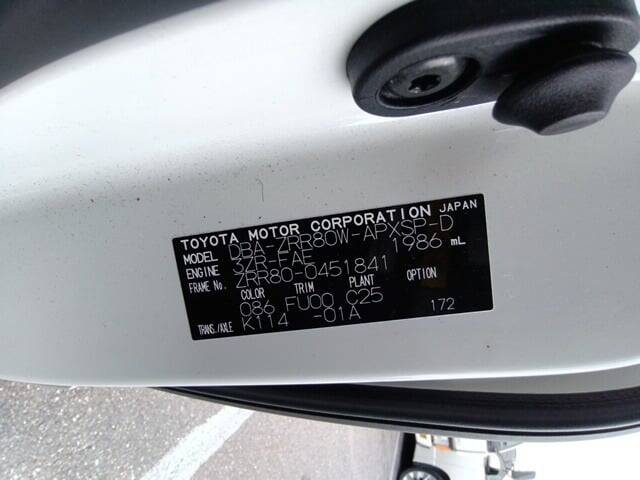 TOYOTA MOTOR CORPORATION JAPAN
MODEL DBA-ZRR80W-APXSP-D
ENGINE 3ZR-FAE 1986 mL
FRAME No. ZRR80-0451841
COLOR TRIM PLANT OPTION
086 FU00 C25
TRANS./AXLE K114 -01A 172